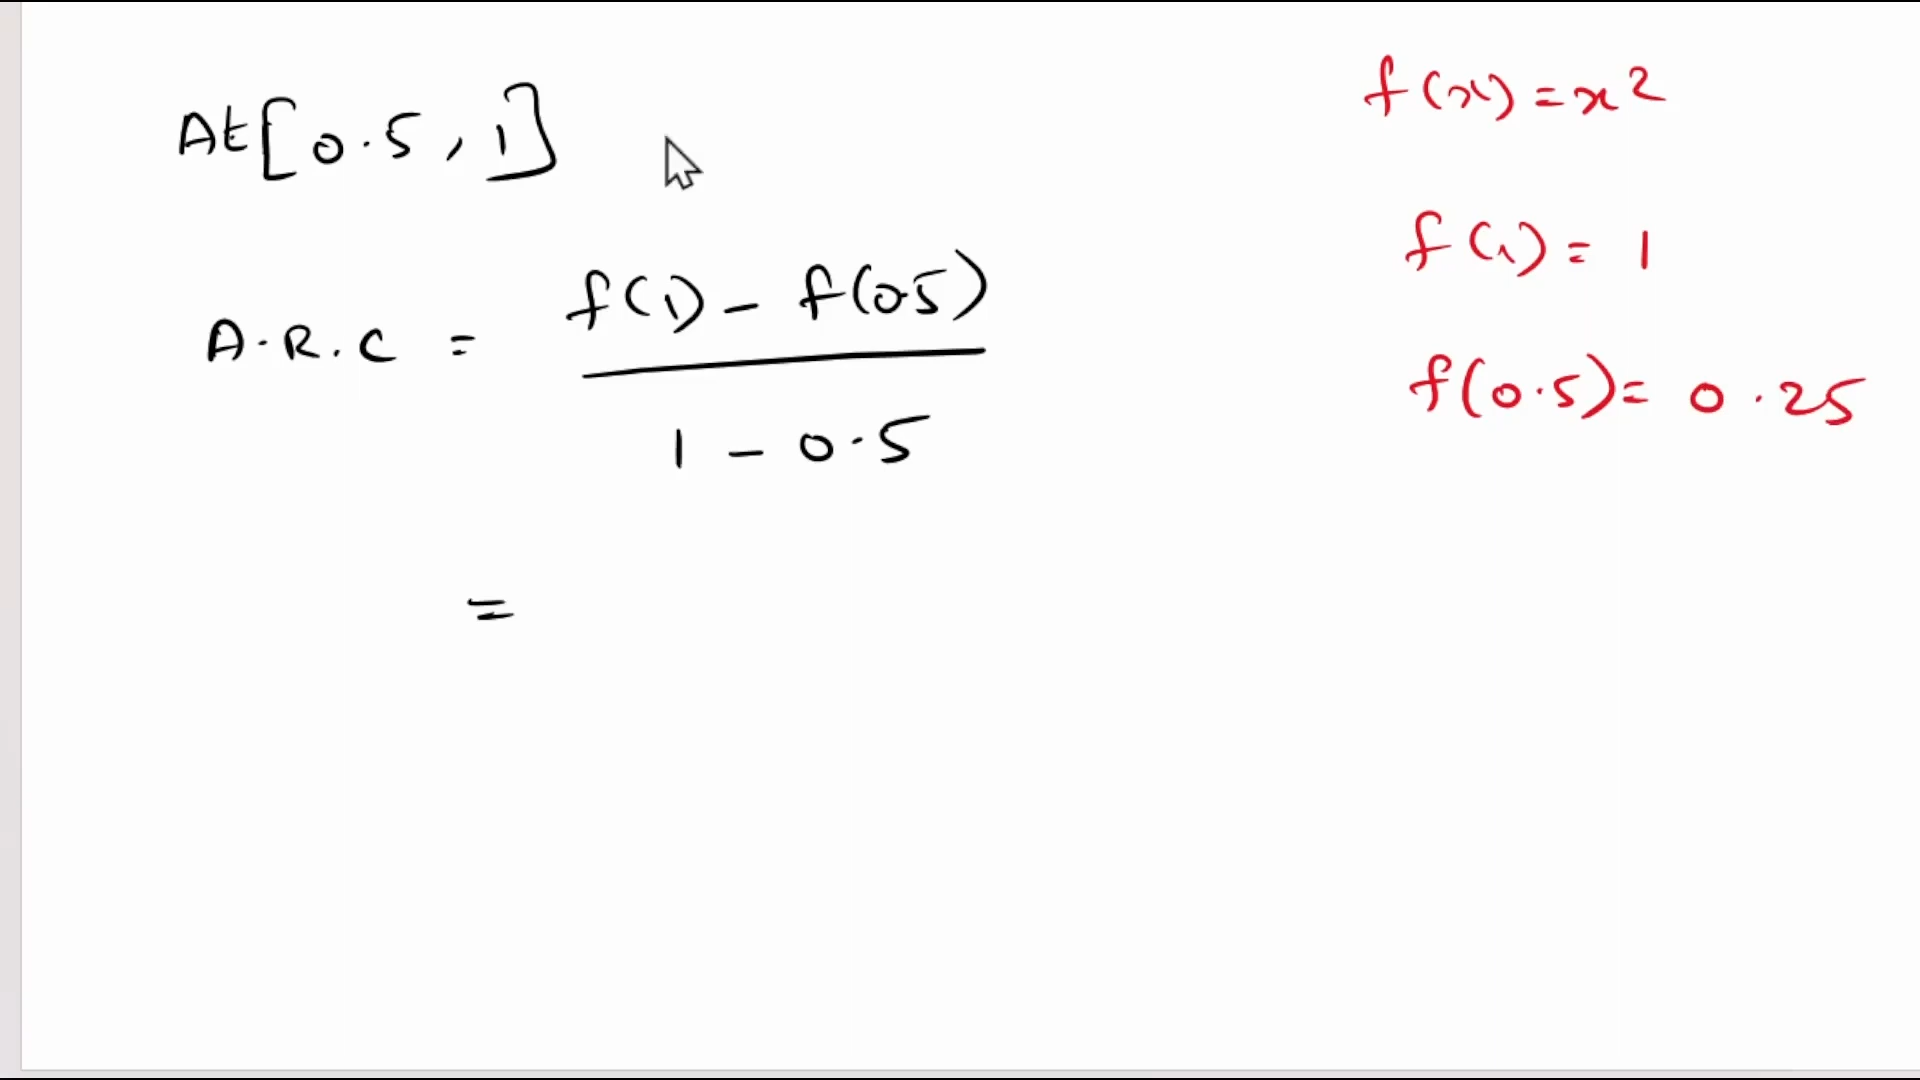 At [0.5, 1]
A.R.C = f(1) - f(0.5)
1 - 0.5
=
f(x) = x²
f(1) = 1
f(0.5) = 0.25